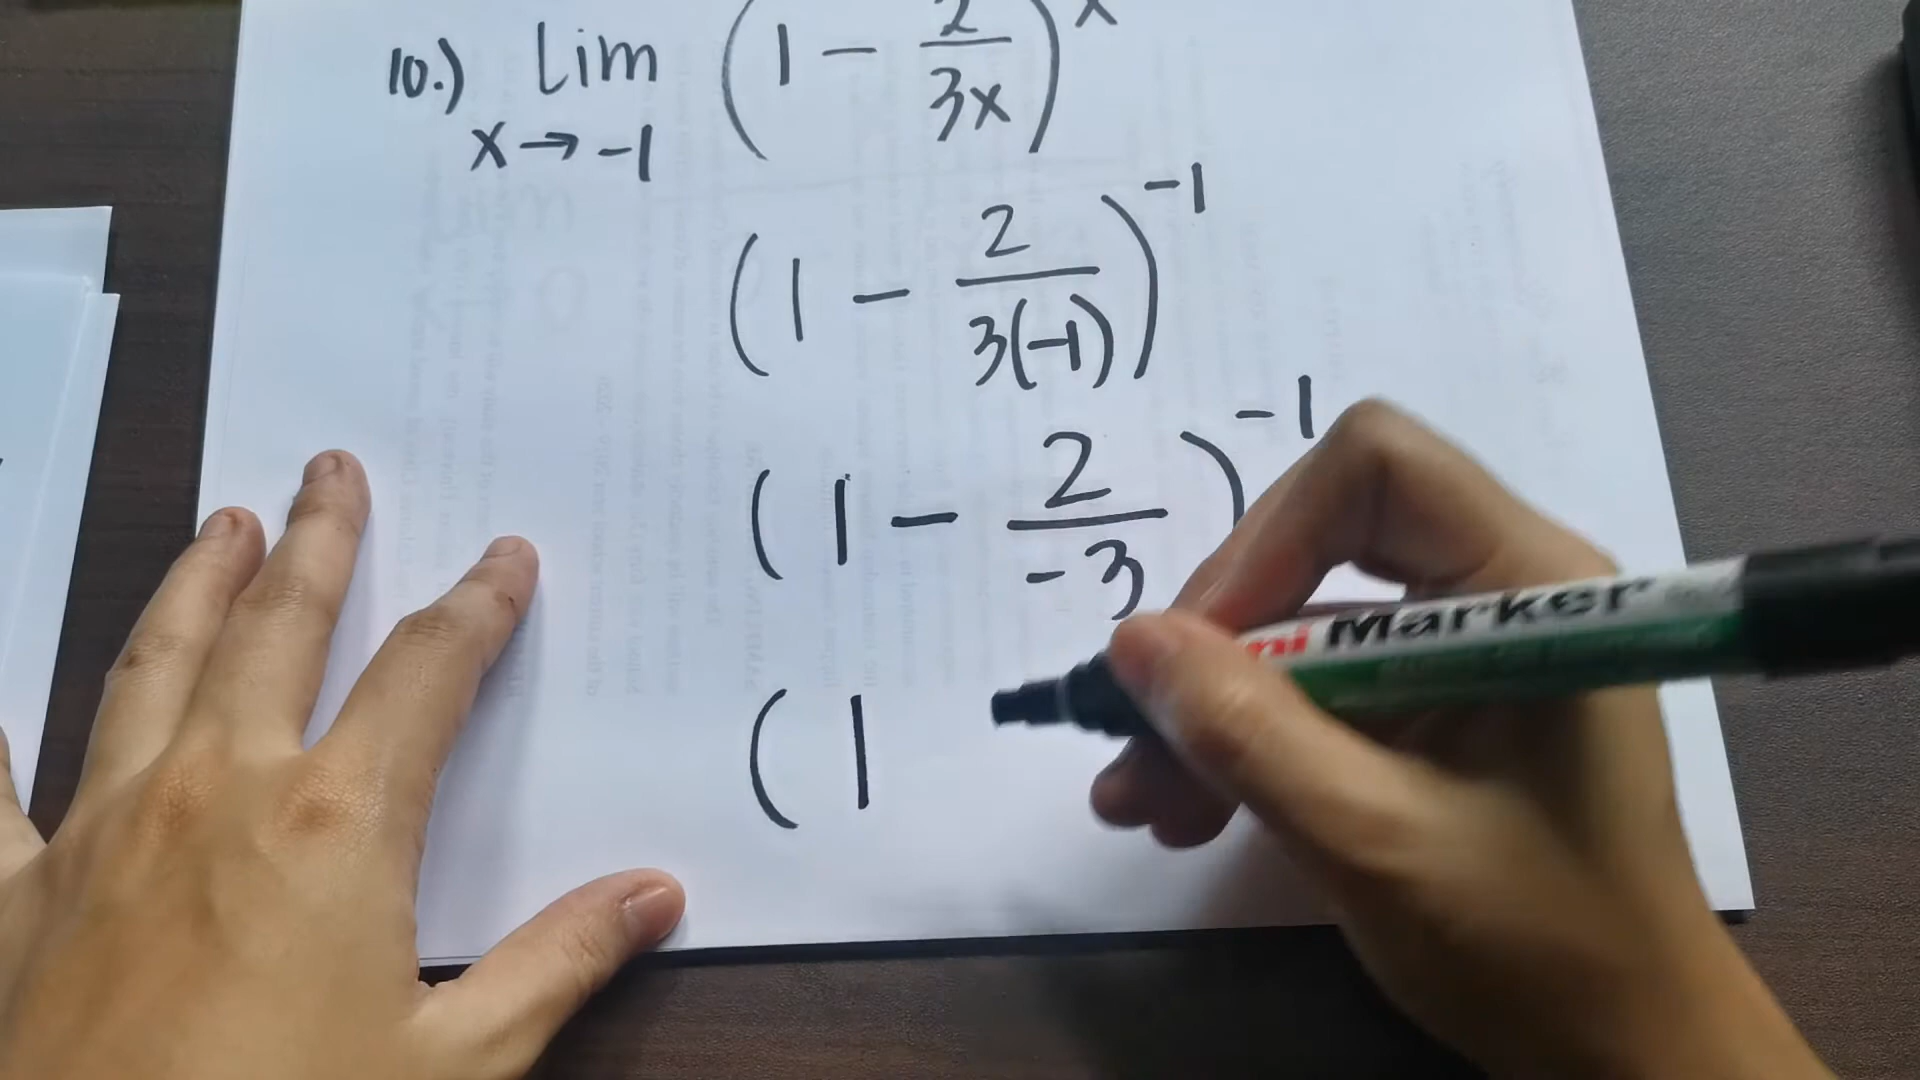 10.) lim (1 - 2/3x)^x
x → -1
(1 - 2/3(-1))^-1
(1 - 2/-3)^-1
(1
Marker